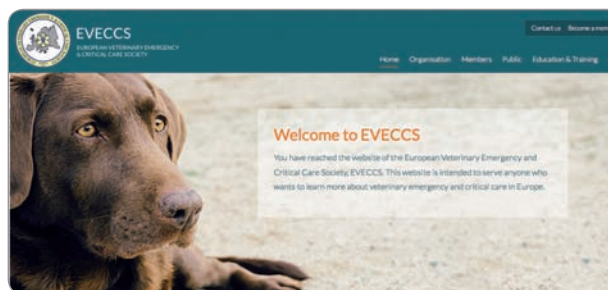 EVECCS
EUROPEAN VETERINARY EMERGENCY
& CRITICAL CARE SOCIETY
Contact us Become a mem
Home Organisation Members Public Education & Training
Welcome to EVECCS
You have reached the website of the European Veterinary Emergency and
Critical Care Society, EVECCS. This website is intended to serve anyone who
wants to learn more about veterinary emergency and critical care in Europe.